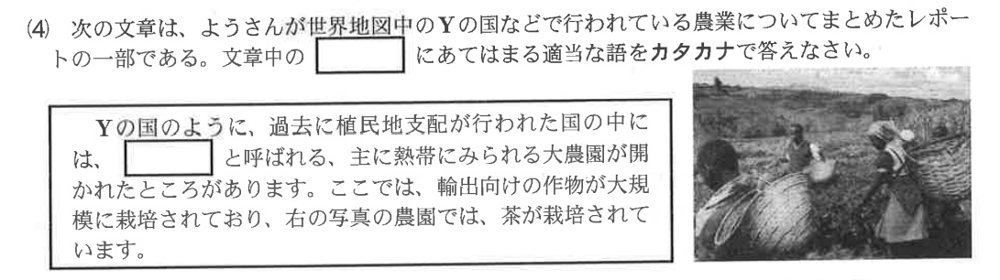 (4) 次の文章は、ようさんが世界地図中のYの国などで行われている農業についてまとめたレポー
トの一部である。文章中の にあてはまる適当な語をカタカナで答えなさい。
Yの国のように、過去に植民地支配が行われた国の中に
は、 と呼ばれる、主に熱帯にみられる大農園が開
かれたところがあります。ここでは、輸出向けの作物が大規
模に栽培されており、右の写真の農園では、茶が栽培されて
います。